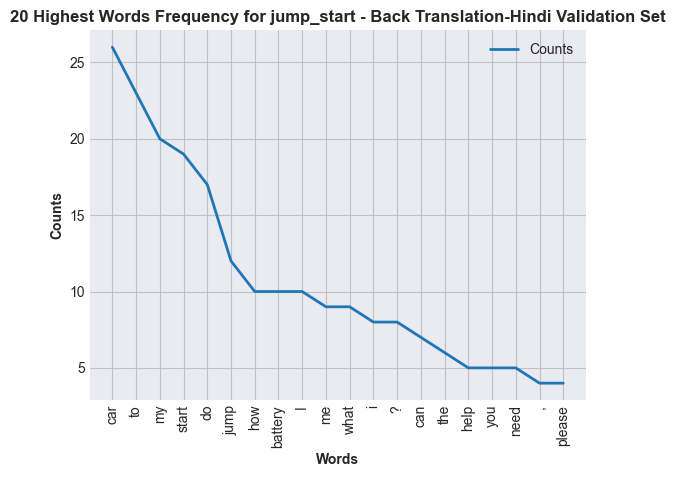 20 Highest Words Frequency for jump_start - Back Translation-Hindi Validation Set
Counts
25
20
15
10
5
Counts
car
to
my
start
do
jump
how
battery
I
me
what
i
?
can
the
help
you
need
,
please
Words